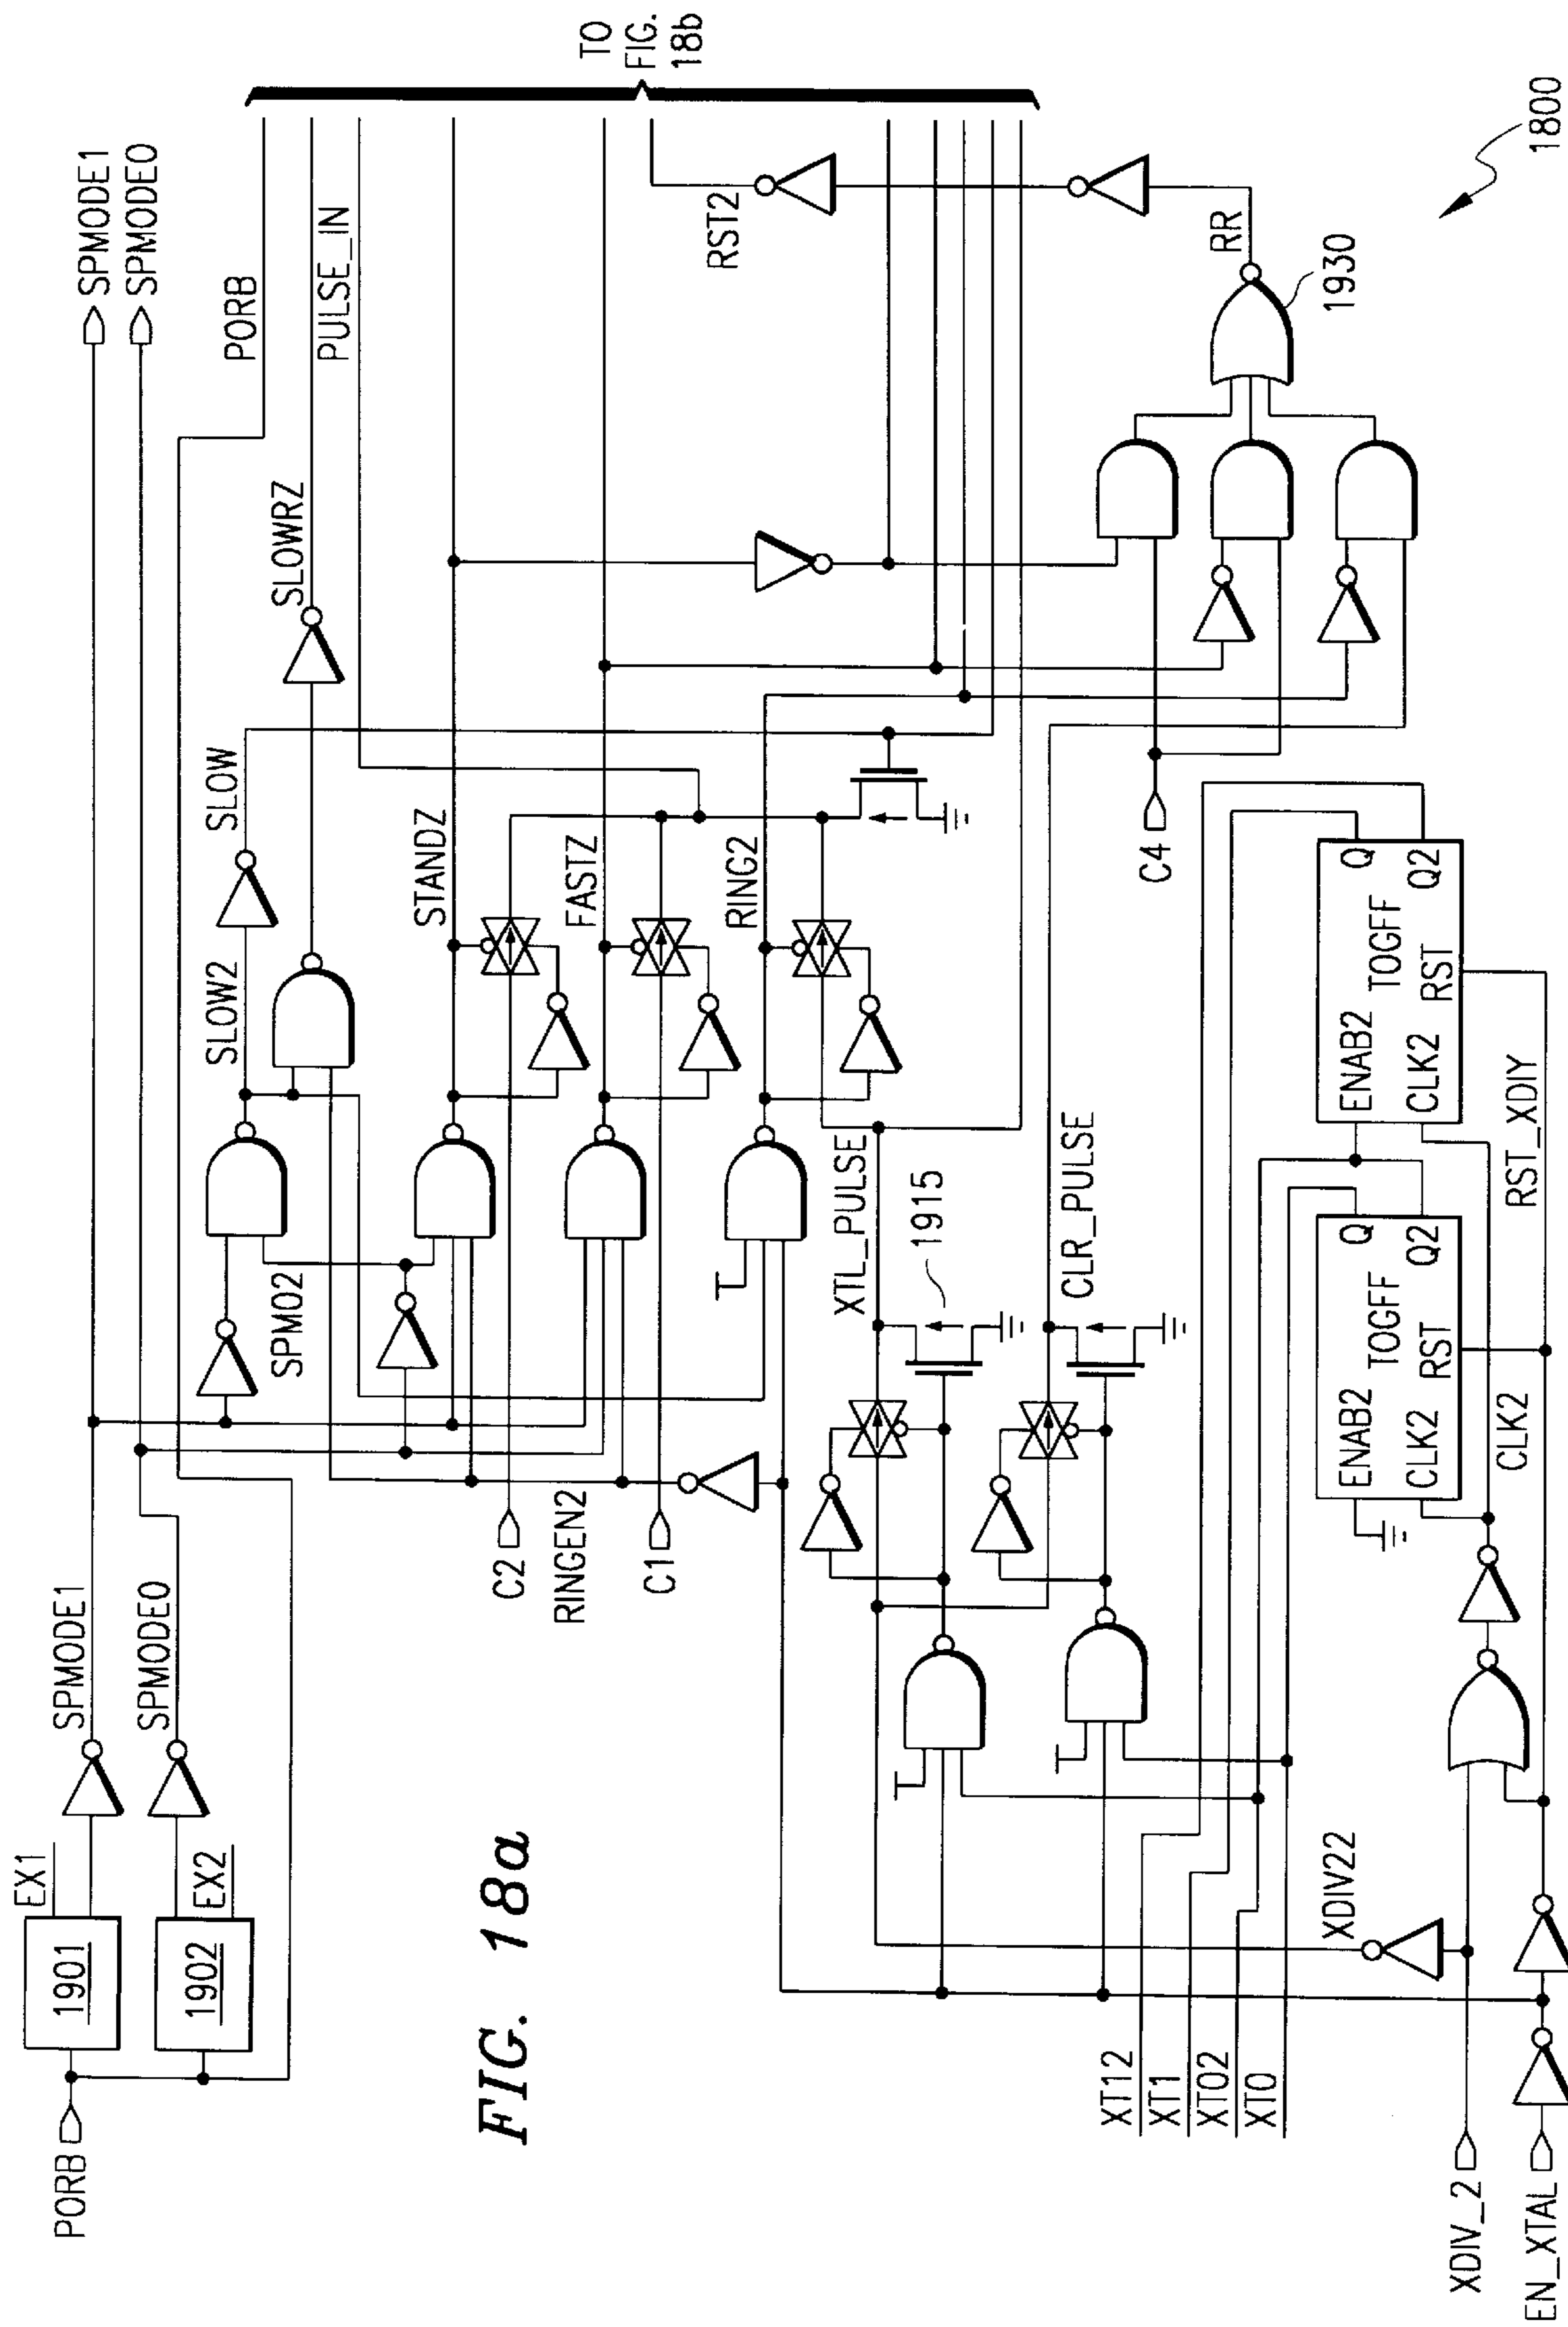 PORB
1901
EX1
1902
EX2
SPMODE1
SPMODE0
SPMODE1
SPMODE0
PORB
SLOWRZ
PULSE_IN
TO
FIG.
18b
SLOW2
SLOW
SPM02
STANDZ
FASTZ
RING2
C2
RINGEN2
C1
RST2
RR
1930
1800
XTL_PULSE
1915
CLR_PULSE
C4
FIG. 18a
XT12
XT1
XT02
XT0
XDIV22
XDIV_2
EN_XTAL
CLK2
ENAB2
Q
TOGFF
CLK2
RST
Q2
RST_XDIY
ENAB2
Q
TOGFF
CLK2
RST
Q2